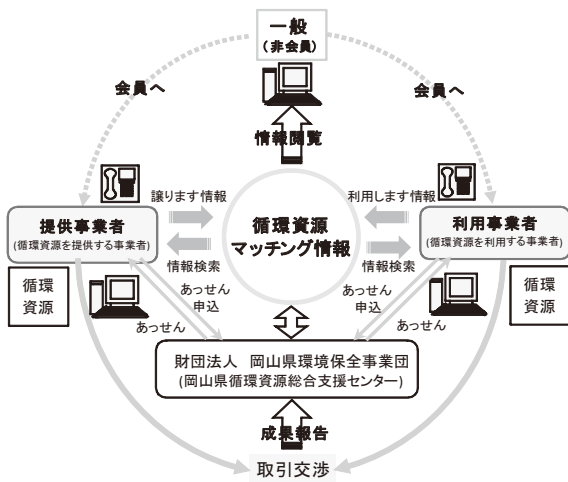 一般
(非会員)
会員へ
会員へ
情報閲覧
譲ります情報
利用します情報
提供事業者
(循環資源を提供する事業者)
循環資源
マッチング情報
利用事業者
(循環資源を利用する事業者)
情報検索
情報検索
循環
資源
あっせん
申込
あっせん
あっせん
申込
あっせん
循環
資源
財団法人 岡山県環境保全事業団
(岡山県循環資源総合支援センター)
成果報告
取引交渉